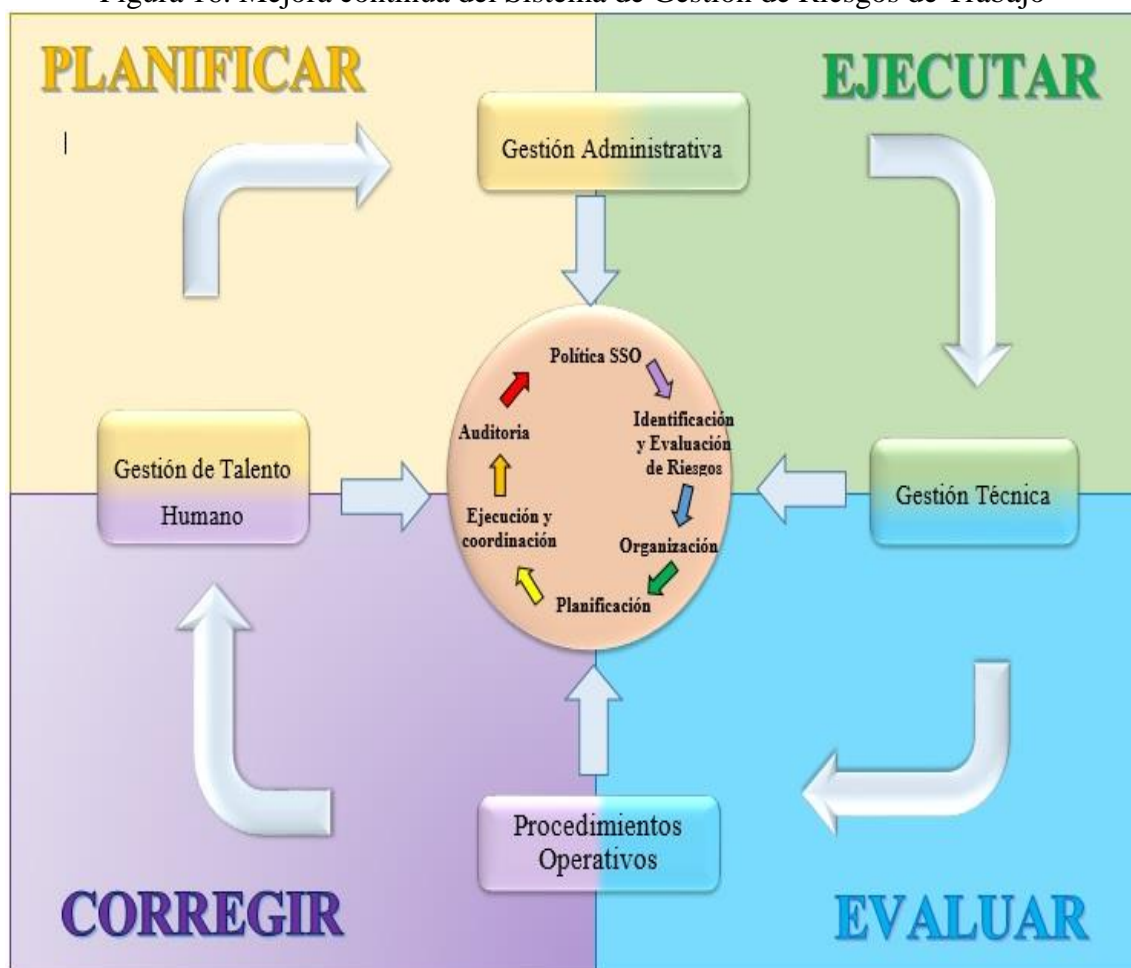 Figura 18. Mejora continua del Sistema de Gestión de Riesgos de Trabajo
PLANIFICAR
EJECUTAR
Gestión Administrativa
Política SSO
Identificación
y Evaluación
de Riesgos
Auditoria
Gestión de Talento
Humano
Gestión Técnica
Ejecución y
coordinación
Organización
Planificación
Procedimientos
Operativos
CORREGIR
EVALUAR